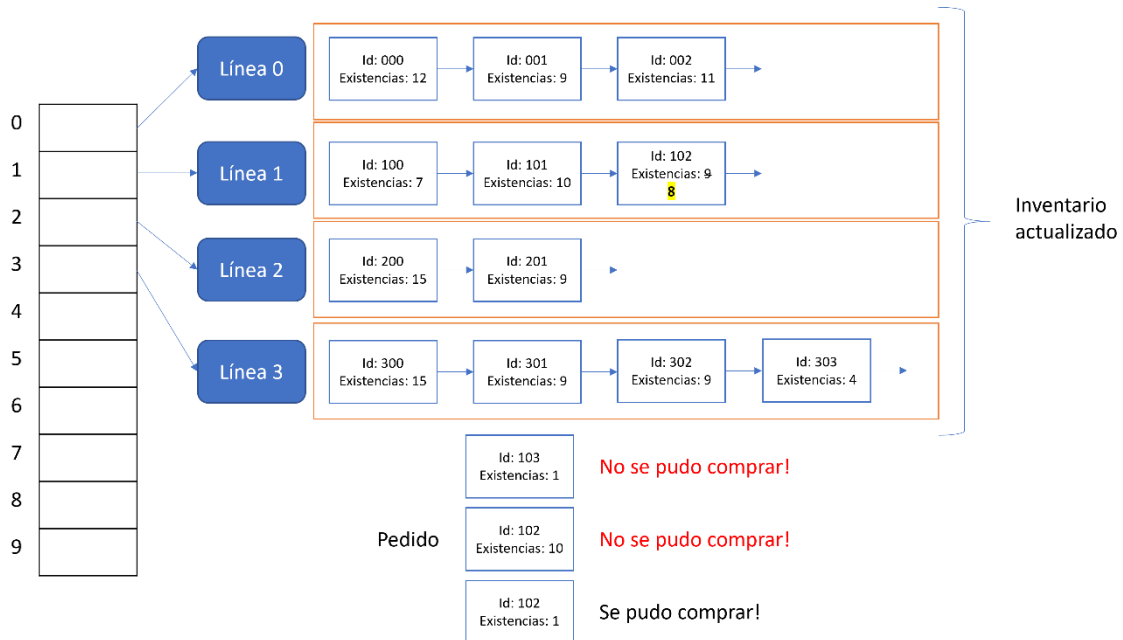 0
1
2
3
4
5
6
7
8
9
Línea 0
Id: 000
Existencias: 12
Id: 001
Existencias: 9
Id: 002
Existencias: 11
Línea 1
Id: 100
Existencias: 7
Id: 101
Existencias: 10
Id: 102
Existencias: 9
8
Línea 2
Id: 200
Existencias: 15
Id: 201
Existencias: 9
Línea 3
Id: 300
Existencias: 15
Id: 301
Existencias: 9
Id: 302
Existencias: 9
Id: 303
Existencias: 4
Inventario
actualizado
Pedido
Id: 103
Existencias: 1
No se pudo comprar!
Id: 102
Existencias: 10
No se pudo comprar!
Id: 102
Existencias: 1
Se pudo comprar!